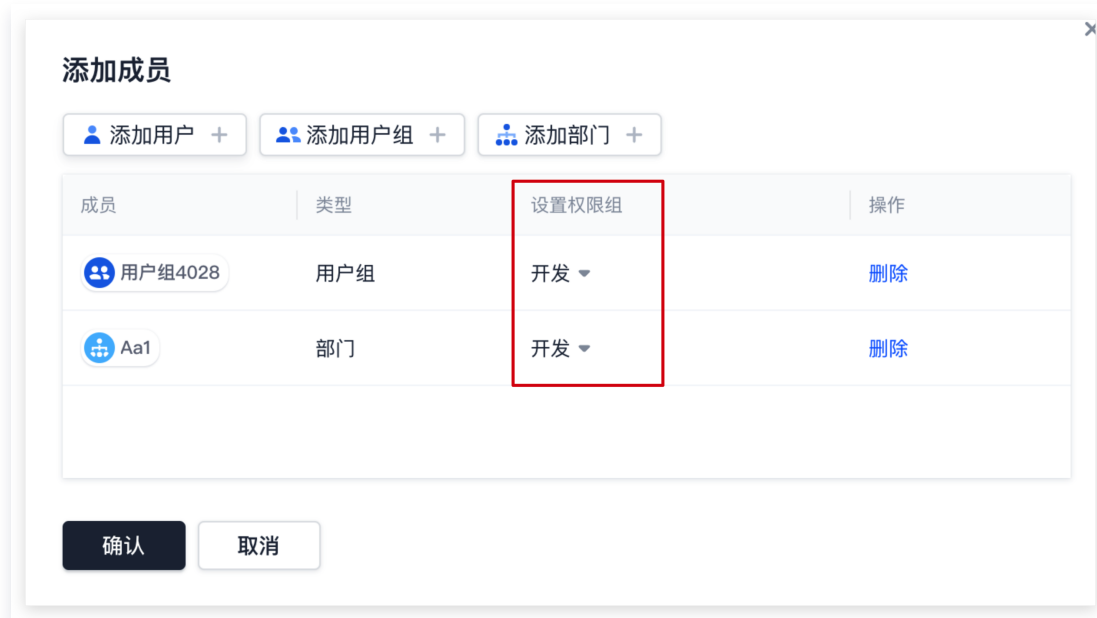 添加成员
添加用户 添加用户组 添加部门
成员 类型 设置权限组 操作
用户组4028 用户组 开发 删除
Aa1 部门 开发 删除
确认 取消